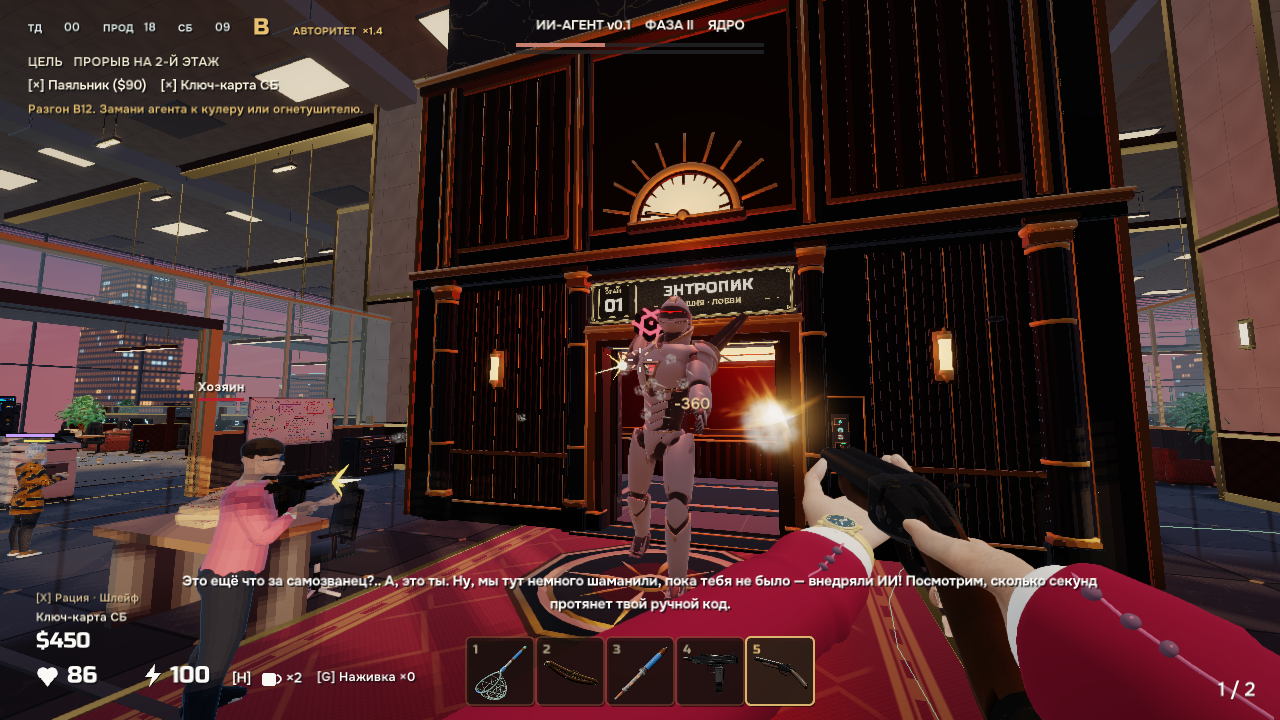 ТД 00 ПРОД 18 СБ 09 B АВТОРИТЕТ ×1.4
ИИ-АГЕНТ v0.1 ФАЗА II ЯДРО
ЦЕЛЬ ПРОРЫВ НА 2-Й ЭТАЖ
[×] Паяльник ($90) [×] Ключ-карта СБ
Разгон В12. Замани агента к кулеру или огнетушителю.
01
ЭНТРОПИК
ЛОББИ
Хозяин
-360
Это ещё что за самозванец?.. А, это ты. Ну, мы тут немного шаманили, пока тебя не было — внедряли ИИ! Посмотрим, сколько секунд
протянет твой ручной код.
[X] Рация · Шлейф
Ключ-карта СБ
$450
86 100 [H] ×2 [G] Наживка ×0
1 2 3 4 5
1 / 2